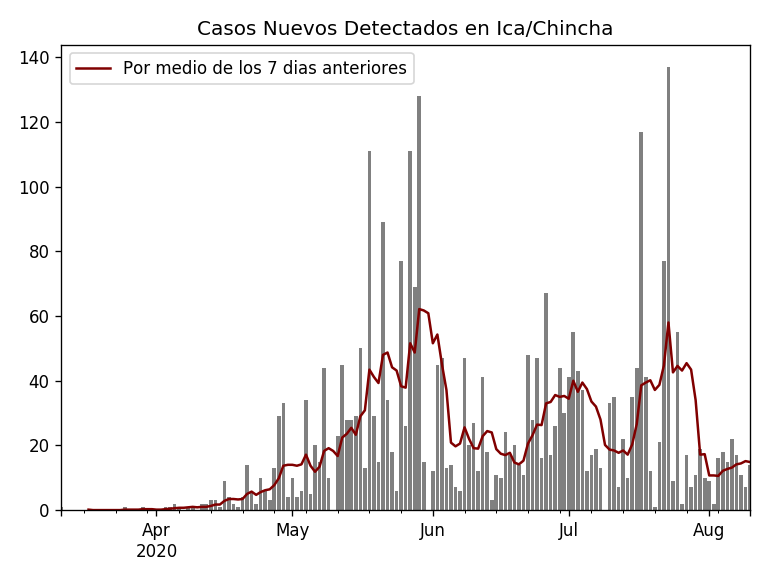 Casos Nuevos Detectados en Ica/Chincha
Por medio de los 7 dias anteriores
140
120
100
80
60
40
20
0
Apr
2020
May
Jun
Jul
Aug